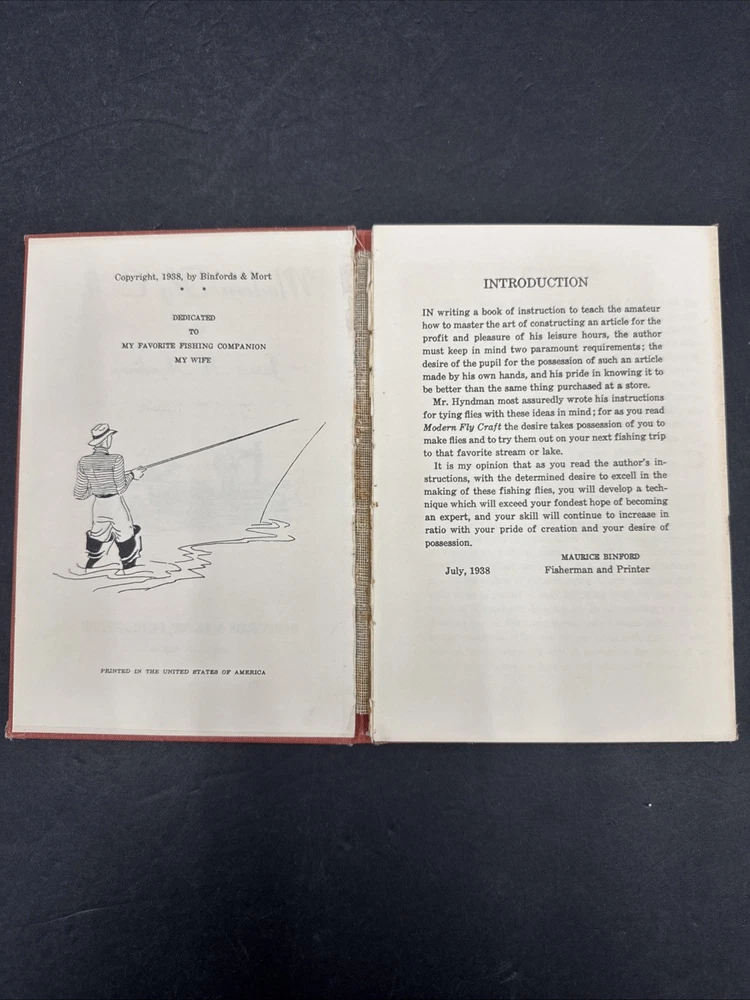 Copyright, 1938, by Binfords & Mort
* *
DEDICATED
TO
MY FAVORITE FISHING COMPANION
MY WIFE
PRINTED IN THE UNITED STATES OF AMERICA
INTRODUCTION
IN writing a book of instruction to teach the amateur
how to master the art of constructing an article for the
profit and pleasure of his leisure hours, the author
must keep in mind two paramount requirements; the
desire of the pupil for the possession of such an article
made by his own hands, and his pride in knowing it to
be better than the same thing purchased at a store.
Mr. Hyndman most assuredly wrote his instructions
for tying flies with these ideas in mind; for as you read
Modern Fly Craft the desire takes possession of you to
make flies and to try them out on your next fishing trip
to that favorite stream or lake.
It is my opinion that as you read the author's in-
structions, with the determined desire to excell in the
making of these fishing flies, you will develop a tech-
nique which will exceed your fondest hope of becoming
an expert, and your skill will continue to increase in
ratio with your pride of creation and your desire of
possession.
MAURICE BINFORD
July, 1938 Fisherman and Printer